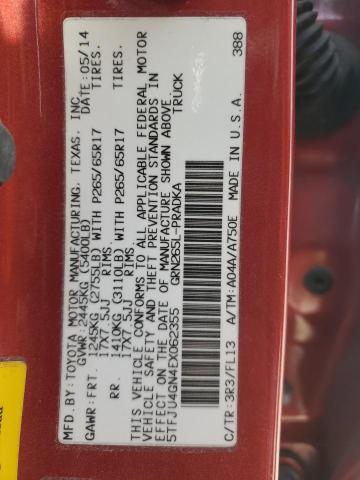 MFD.BY:TOYOTA MOTOR MANUFACTURING, TEXAS, INC.
GVWR: 2445KG (5400LB) DATE:05/14
GAWR:FRT. 1245KG (2755LB) WITH P265/65R17 TIRES,
17X7.5JJ RIMS.
RR. 1410KG (3110LB) WITH P265/65R17 TIRES,
17X7.5JJ RIMS.
THIS VEHICLE CONFORMS TO ALL APPLICABLE FEDERAL MOTOR
VEHICLE SAFETY AND THEFT PREVENTION STANDARDS IN
EFFECT ON THE DATE OF MANUFACTURE SHOWN ABOVE.
5TFJU4GN4EX062355 TRUCK
GRN265L-PRADKA
C/TR:3R3/FL13 A/TM:A04A/A750E MADE IN U.S.A. 388